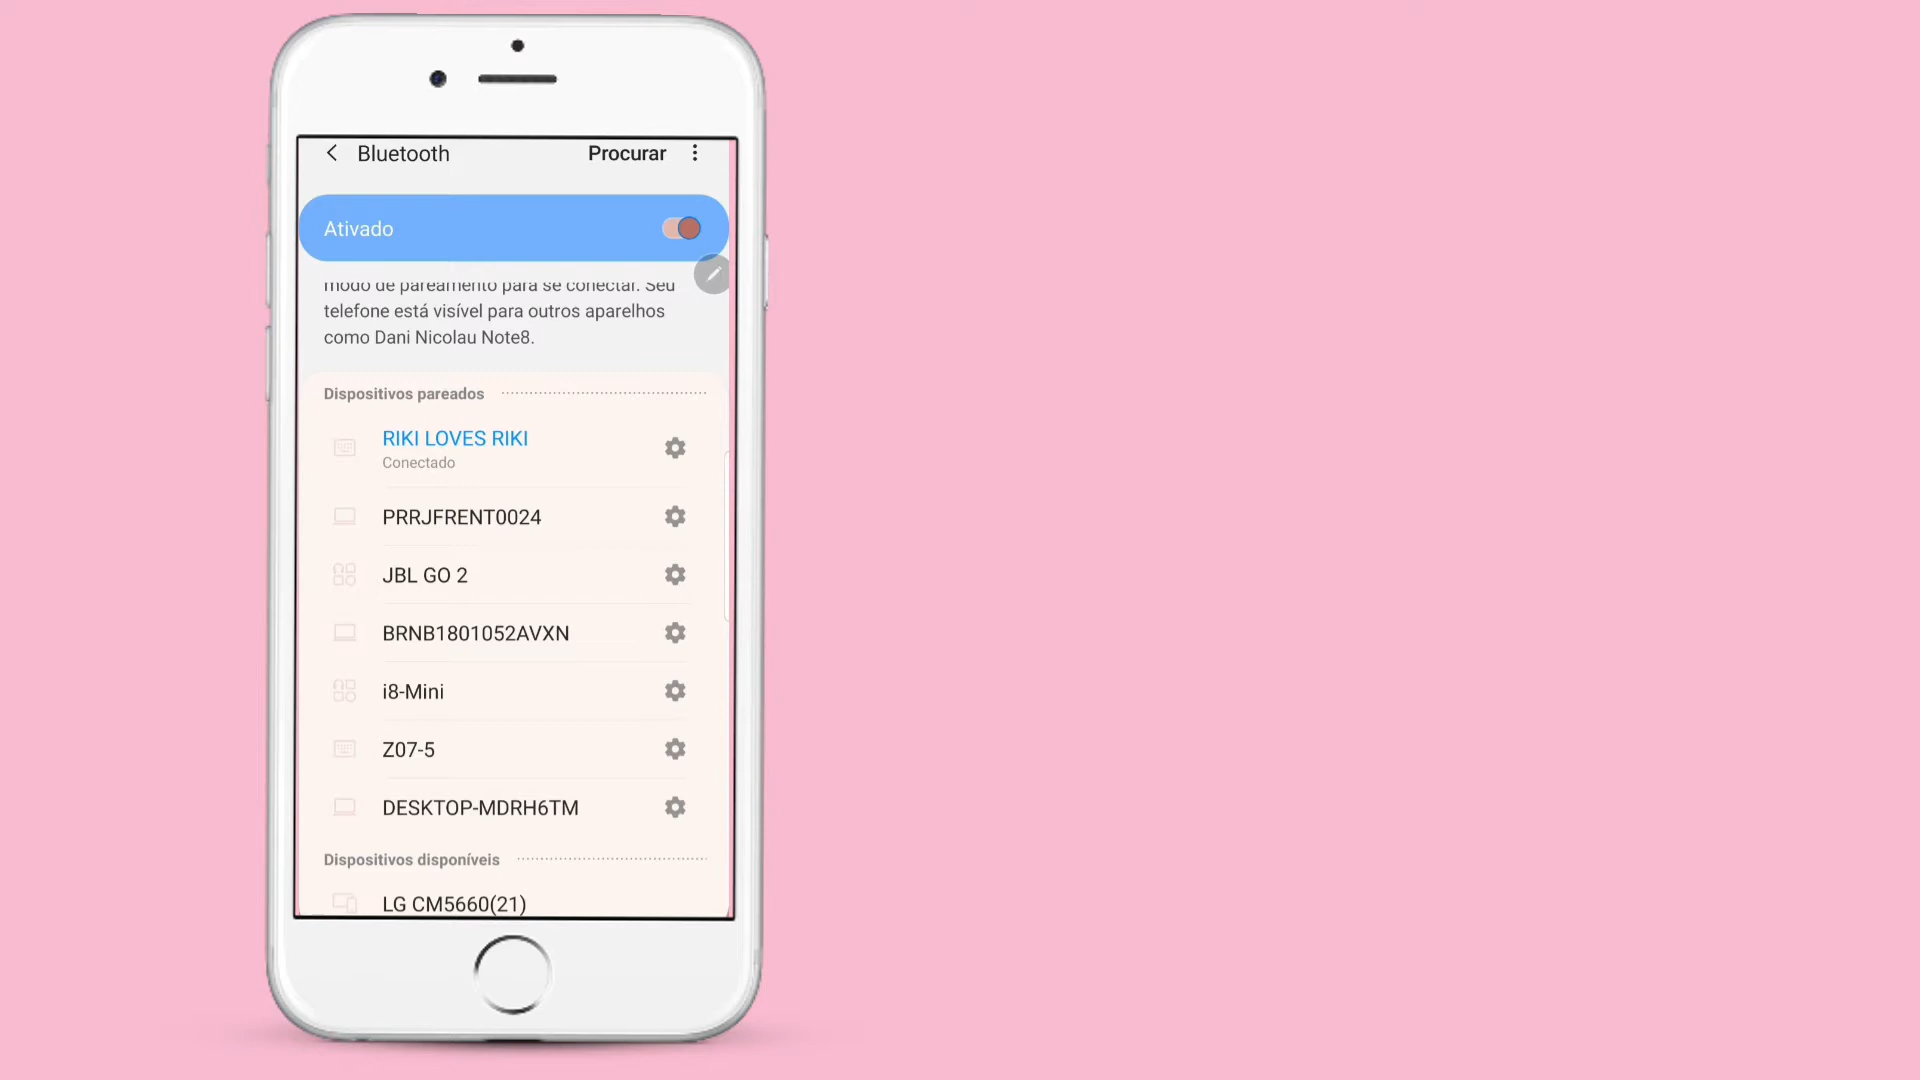 Bluetooth
Procurar
Ativado
modo de pareamento para se conectar. Seu
telefone está visível para outros aparelhos
como Dani Nicolau Note8.
Dispositivos pareados
RIKI LOVES RIKI
Conectado
PRRJFRENT0024
JBL GO 2
BRNB1801052AVXN
i8-Mini
Z07-5
DESKTOP-MDRH6TM
Dispositivos disponíveis
LG CM5660(21)